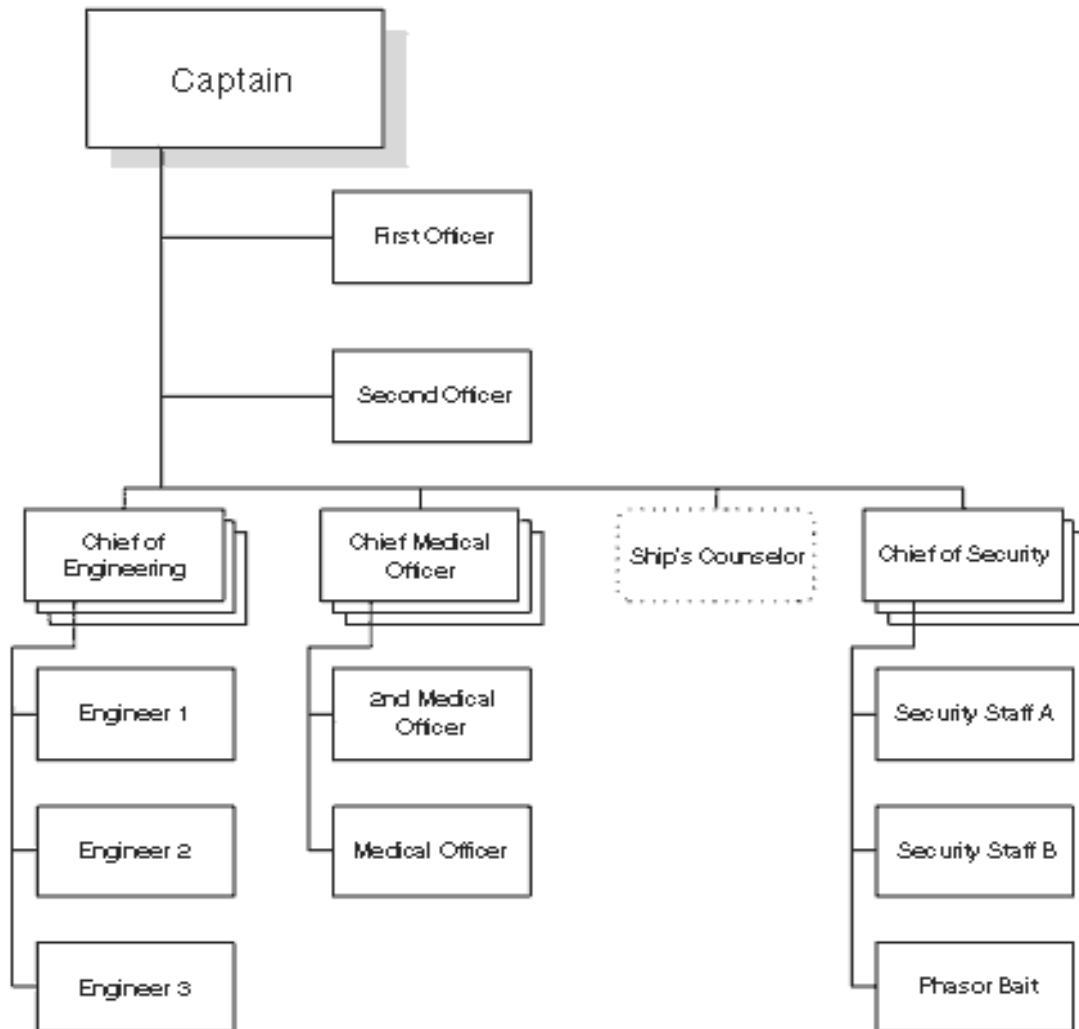 Captain
First Officer
Second Officer
Chief of
Engineering
Chief Medical
Officer
Ship's Counselor
Chief of Security
Engineer 1
2nd Medical
Officer
Security Staff A
Engineer 2
Medical Officer
Security Staff B
Engineer 3
Phasor Bait